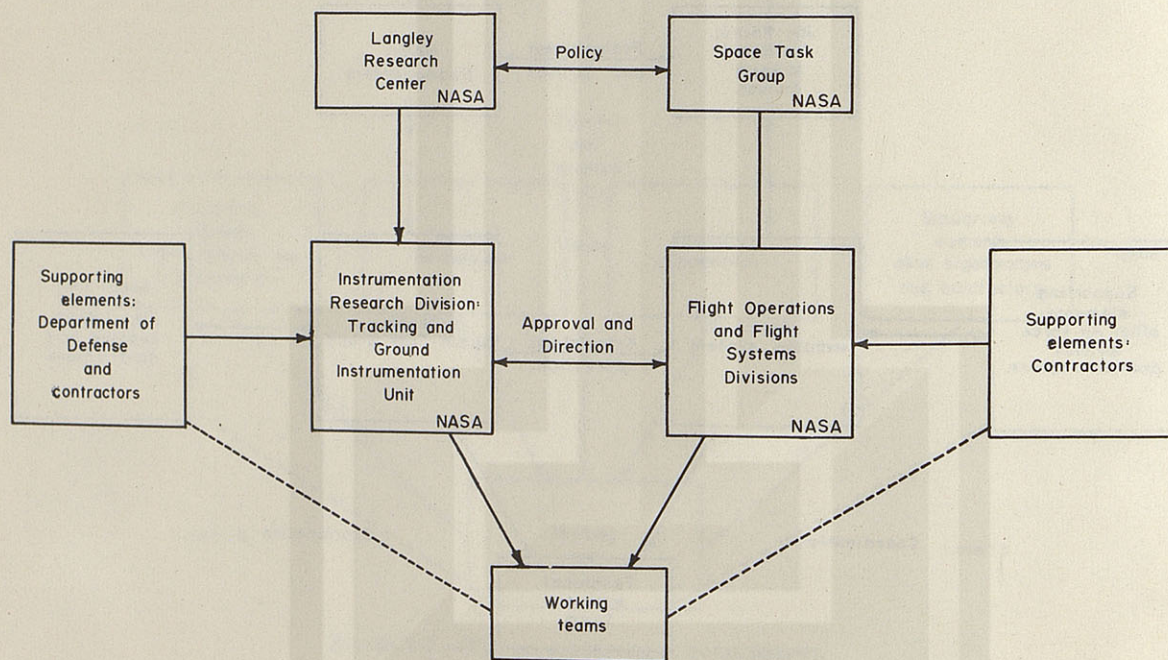 Langley
Research
Center
NASA
Policy
Space Task
Group
NASA
Supporting
elements:
Department of
Defense
and
contractors
Instrumentation
Research Division:
Tracking and
Ground
Instrumentation
Unit
NASA
Approval and
Direction
Flight Operations
and Flight
Systems
Divisions
NASA
Supporting
elements:
Contractors
Working
teams